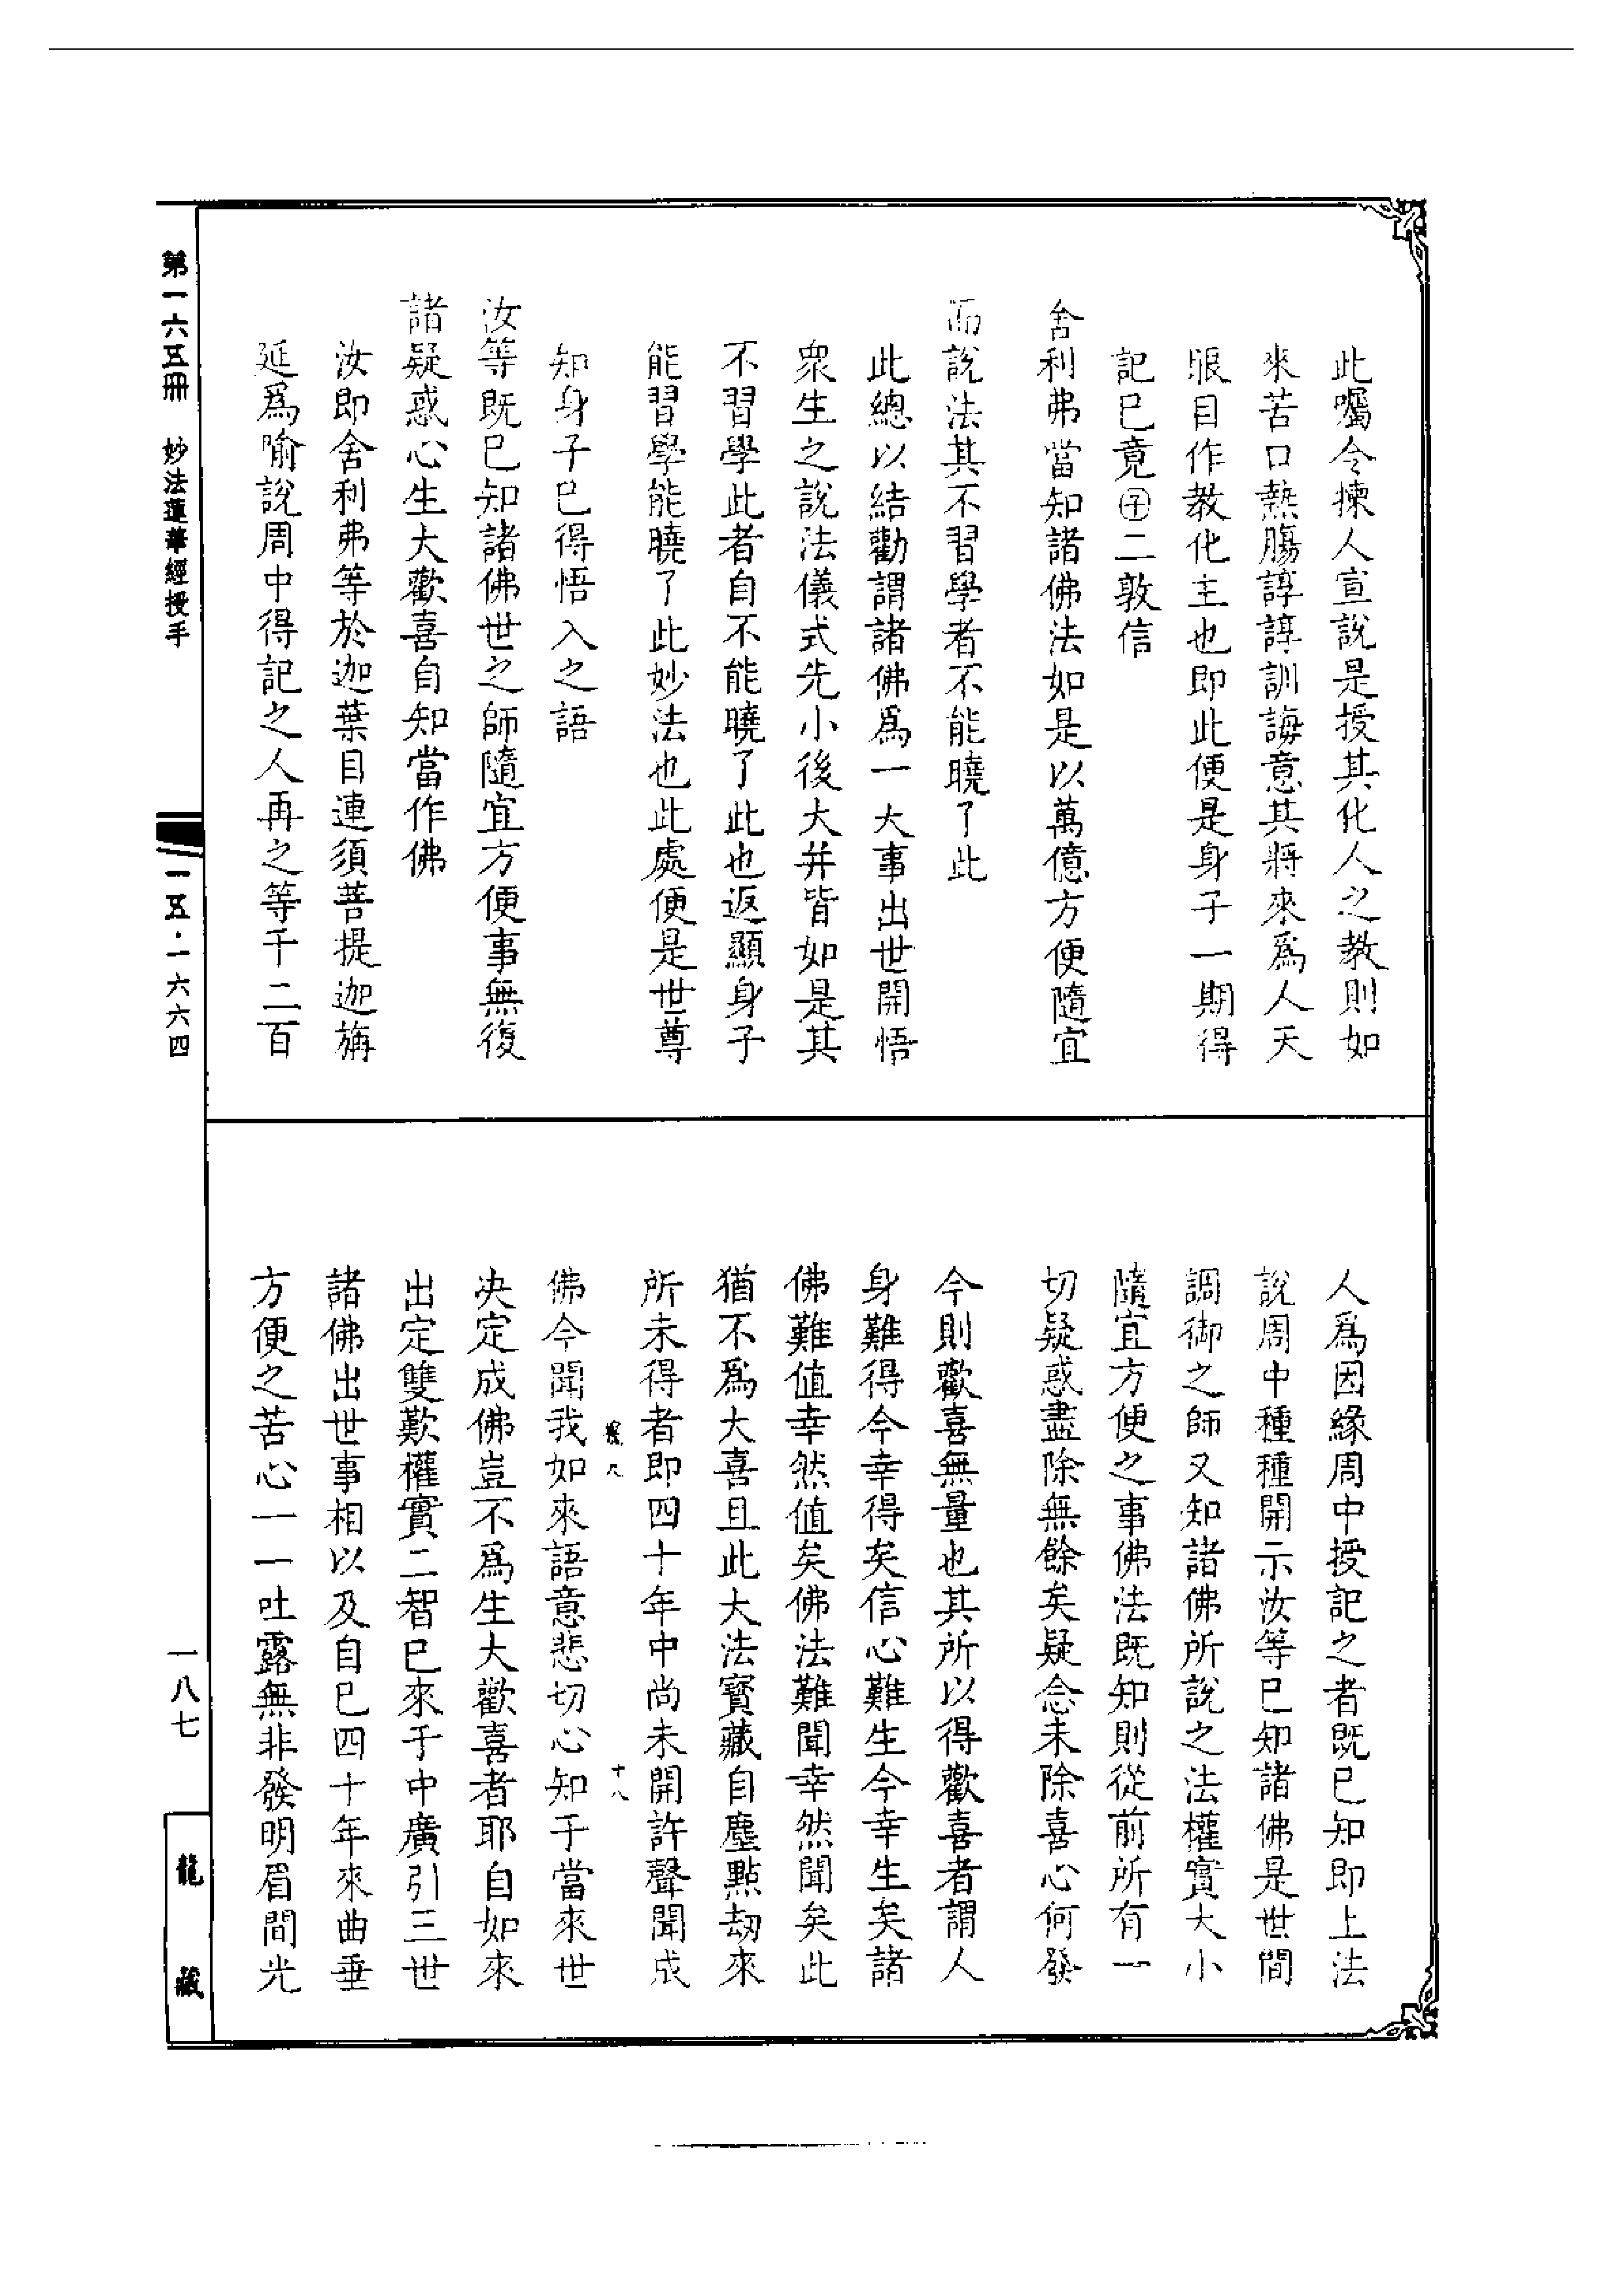 此囑令揀人宣說是授其化人之教則如
來苦口熱腸諄諄訓誨意其將來爲人天
眼目作教化主也即此便是身子一期得
記已竟㊉二敦信
舍利弗當知諸佛法如是以萬億方便隨宜
而說法其不習學者不能曉了此
此總以結勸謂諸佛爲一大事出世開悟
衆生之說法儀式先小後大并皆如是其
不習學此者自不能曉了此也返顯身子
能習學能曉了此妙法也此處便是世尊
知身子已得悟入之語
汝等既已知諸佛世之師隨宜方便事無復
諸疑惑心生大歡喜自知當作佛
汝即舍利弗等於迦葉目連須菩提迦旃
延爲喻說周中得記之人再之等千二百
人爲因緣周中授記之者既已知即上法
說周中種種開示汝等已知諸佛是世間
調御之師又知諸佛所說之法權實大小
隨宜方便之事佛法既知則從前所有一
切疑惑盡除無餘矣疑念未除喜心何發
今則歡喜無量也其所以得歡喜者謂人
身難得今幸得矣信心難生今幸生矣諸
佛難值幸然值矣佛法難聞幸然聞矣此
猶不爲大喜且此大法寶藏自塵點劫來
所未得者即四十年中尚未開許聲聞成
十八
佛今聞我如來語意悲切心知于當來世
決定成佛豈不爲生大歡喜者耶自如來
出定雙歎權實二智已來于中廣引三世
諸佛出世事相以及自已四十年來曲垂
方便之苦心一一吐露無非發明眉間光
第一六五冊 妙法蓮華經授手
一五·一六六四
一八七
龍藏